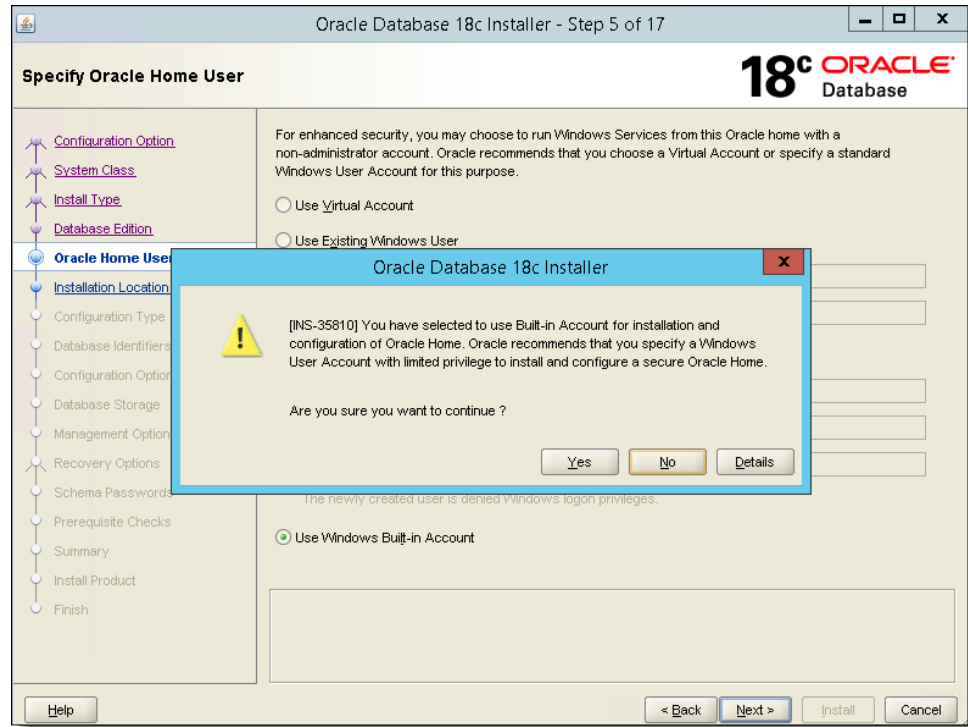 Oracle Database 18c Installer - Step 5 of 17
Specify Oracle Home User
18c ORACLE
Database
Configuration Option
System Class
Install Type
Database Edition
Oracle Home User
Installation Location
Configuration Type
Database Identifiers
Configuration Option
Database Storage
Management Option
Recovery Options
Schema Passwords
Prerequisite Checks
Summary
Install Product
Finish
For enhanced security, you may choose to run Windows Services from this Oracle home with a
non-administrator account. Oracle recommends that you choose a Virtual Account or specify a standard
Windows User Account for this purpose.
Use Virtual Account
Use Existing Windows User
Oracle Database 18c Installer
[INS-35810] You have selected to use Built-in Account for installation and
configuration of Oracle Home. Oracle recommends that you specify a Windows
User Account with limited privilege to install and configure a secure Oracle Home.
Are you sure you want to continue ?
Yes
No
Details
The newly created user is denied Windows logon privileges.
Use Windows Built-in Account
Help
< Back
Next >
Install
Cancel